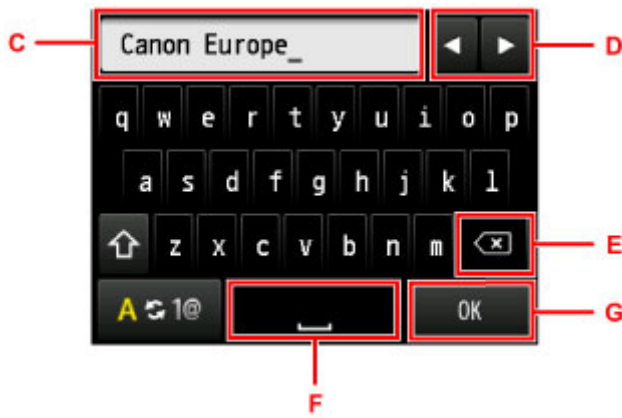 C Canon Europe_ ◀ ▶ D
q w e r t y u i o p
a s d f g h j k l
z x c v b n m E
A 1@ OK G
F